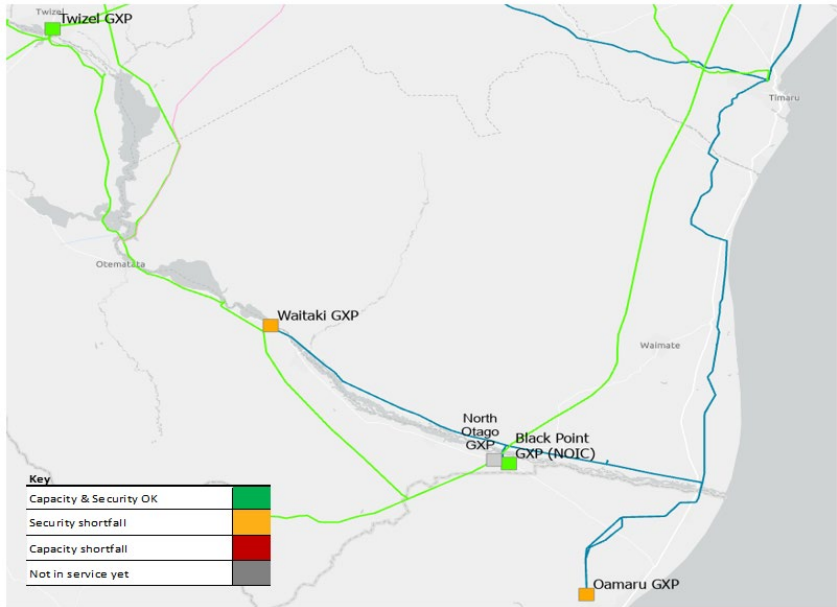 Twizel
Twizel GXP
Timaru
Otematata
Waitaki GXP
Waimate
North
Otago
GXP
Black Point
GXP (NOIC)
Key
Capacity & Security OK
Security shortfall
Capacity shortfall
Not in service yet
Oamaru GXP